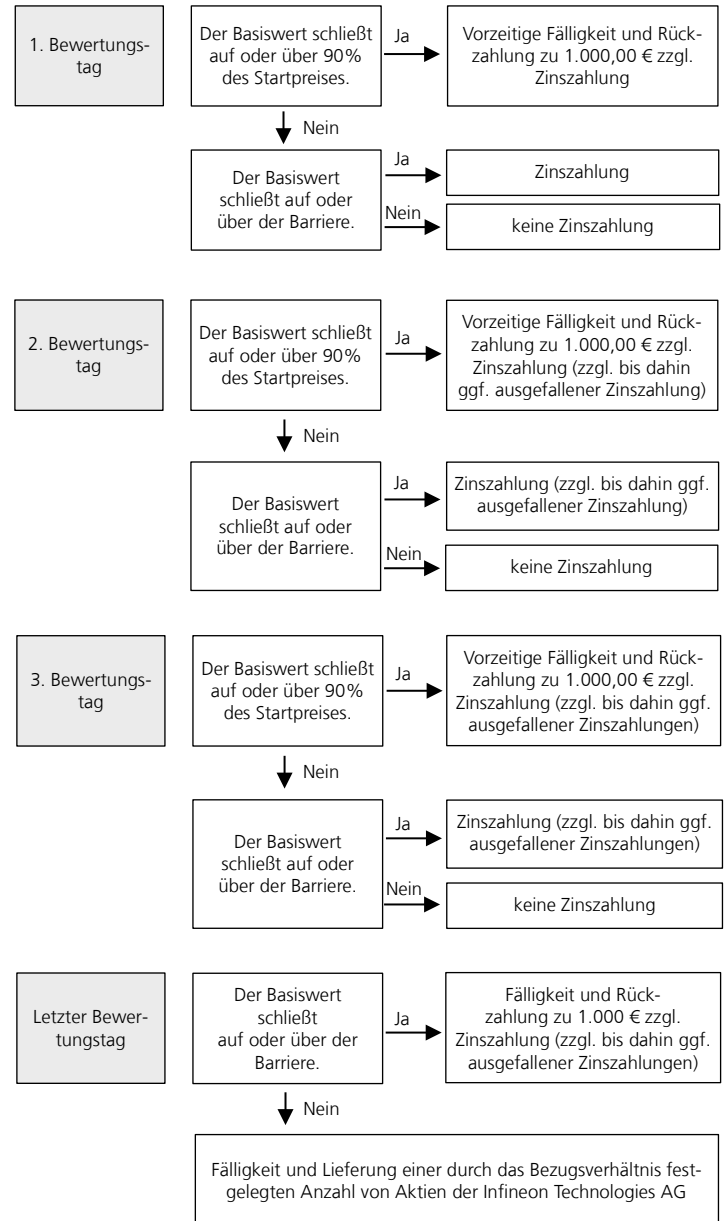 1. Bewertungs-
tag
Der Basiswert schließt
auf oder über 90%
des Startpreises.
Ja
Vorzeitige Fälligkeit und Rück-
zahlung zu 1.000,00 € zzgl.
Zinszahlung
Nein
Der Basiswert
schließt auf oder
über der Barriere.
Ja
Zinszahlung
Nein
keine Zinszahlung
2. Bewertungs-
tag
Der Basiswert schließt
auf oder über 90%
des Startpreises.
Ja
Vorzeitige Fälligkeit und Rück-
zahlung zu 1.000,00 € zzgl.
Zinszahlung (zzgl. bis dahin
ggf. ausgefallener Zinszahlung)
Nein
Der Basiswert
schließt auf oder
über der Barriere.
Ja
Zinszahlung (zzgl. bis dahin ggf.
ausgefallener Zinszahlung)
Nein
keine Zinszahlung
3. Bewertungs-
tag
Der Basiswert schließt
auf oder über 90%
des Startpreises.
Ja
Vorzeitige Fälligkeit und Rück-
zahlung zu 1.000,00 € zzgl.
Zinszahlung (zzgl. bis dahin ggf.
ausgefallener Zinszahlungen)
Nein
Der Basiswert
schließt auf oder
über der Barriere.
Ja
Zinszahlung (zzgl. bis dahin ggf.
ausgefallener Zinszahlungen)
Nein
keine Zinszahlung
Letzter Bewer-
tungstag
Der Basiswert
schließt
auf oder über der
Barriere.
Ja
Fälligkeit und Rück-
zahlung zu 1.000 € zzgl.
Zinszahlung (zzgl. bis dahin ggf.
ausgefallener Zinszahlungen)
Nein
Fälligkeit und Lieferung einer durch das Bezugsverhältnis fest-
gelegten Anzahl von Aktien der Infineon Technologies AG